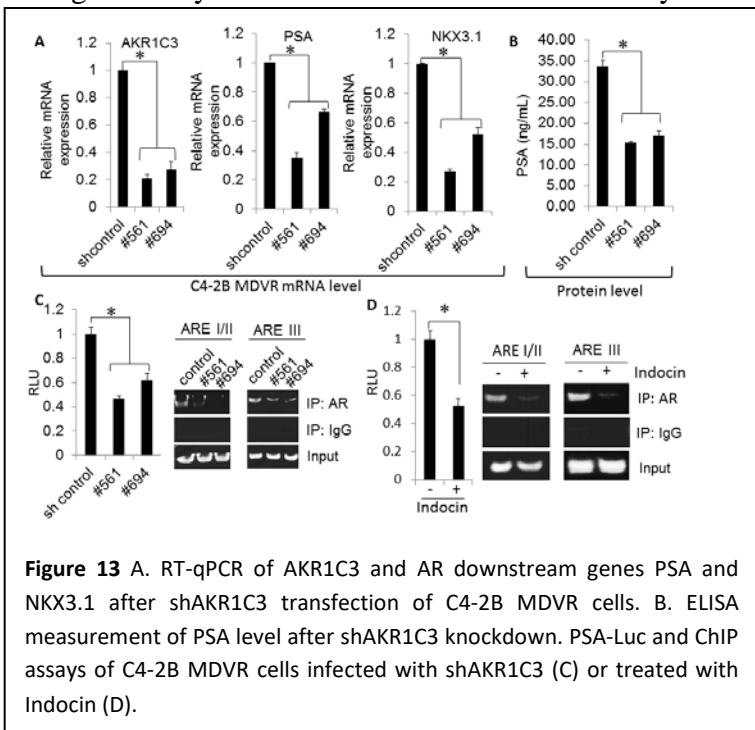 A
AKR1C3
PSA
NKX3.1
B
Relative mRNA expression
1.2
1
0.8
0.6
0.4
0.2
0
*
shcontrol
#561
#694
Relative mRNA expression
1.2
1
0.8
0.6
0.4
0.2
0
*
shcontrol
#561
#694
Relative mRNA expression
1.2
1
0.8
0.6
0.4
0.2
0
*
shcontrol
#561
#694
C4-2B MDVR mRNA level
PSA (ng/mL)
40.00
35.00
30.00
25.00
20.00
15.00
10.00
5.00
0.00
*
sh control
#561
#694
Protein level
C
RLU
1.2
1
0.8
0.6
0.4
0.2
0
*
sh control
#561
#694
ARE I/II
ARE III
control
#561
#694
control
#561
#694
IP: AR
IP: IgG
Input
D
RLU
1.2
1
0.8
0.6
0.4
0.2
0
*
- +
Indocin
ARE I/II
ARE III
- + - + Indocin
IP: AR
IP: IgG
Input
Figure 13 A. RT-qPCR of AKR1C3 and AR downstream genes PSA and
NKX3.1 after shAKR1C3 transfection of C4-2B MDVR cells. B. ELISA
measurement of PSA level after shAKR1C3 knockdown. PSA-Luc and ChIP
assays of C4-2B MDVR cells infected with shAKR1C3 (C) or treated with
Indocin (D).